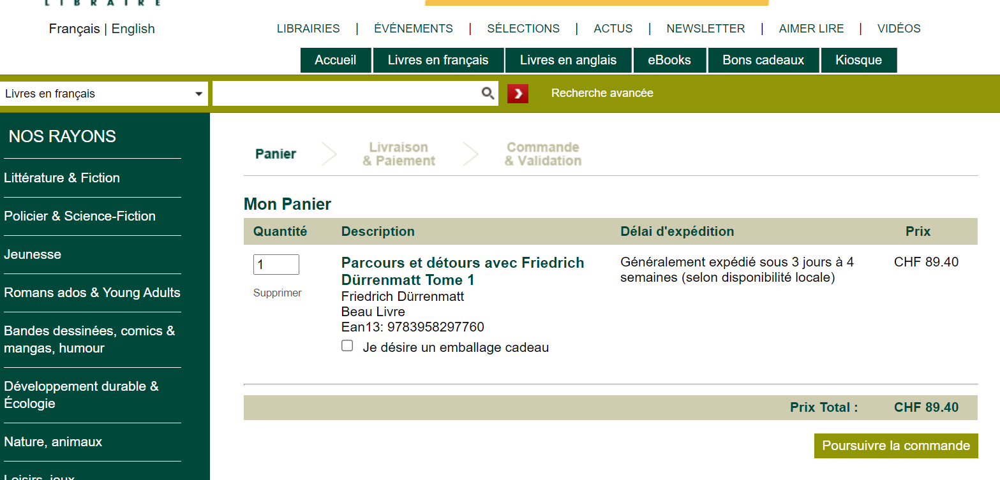 LIBRAIRE
Français | English
LIBRAIRIES | ÉVÉNEMENTS | SÉLECTIONS | ACTUS | NEWSLETTER | AIMER LIRE | VIDÉOS
Accueil
Livres en français
Livres en anglais
eBooks
Bons cadeaux
Kiosque
Livres en français
Recherche avancée
NOS RAYONS
Littérature & Fiction
Policier & Science-Fiction
Jeunesse
Romans ados & Young Adults
Bandes dessinées, comics &
mangas, humour
Développement durable &
Écologie
Nature, animaux
Loisirs, jeux
Panier
Livraison
& Paiement
Commande
& Validation
Mon Panier
Quantité
Description
Délai d'expédition
Prix
1
Supprimer
Parcours et détours avec Friedrich
Dürrenmatt Tome 1
Friedrich Dürrenmatt
Beau Livre
Ean13: 9783958297760
Je désire un emballage cadeau
Généralement expédié sous 3 jours à 4
semaines (selon disponibilité locale)
CHF 89.40
Prix Total : CHF 89.40
Poursuivre la commande